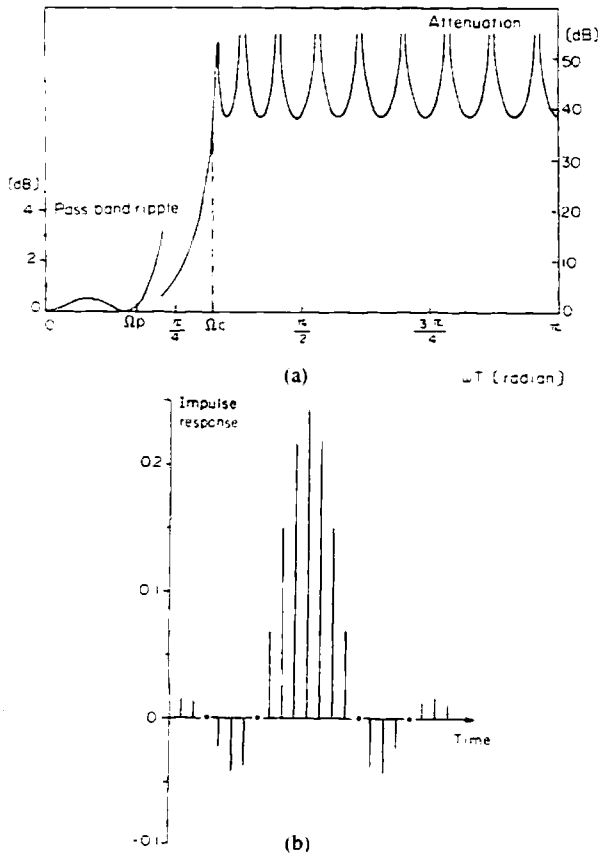 Attenuation
[dB]
50
40
30
20
10
0
[dB]
4
2
0
Pass band ripple
0
Ωp
π/4
Ωc
π/2
3π/4
π
(a)
ωT [radian]
Impulse
response
0.2
0.1
0
-0.1
Time
(b)